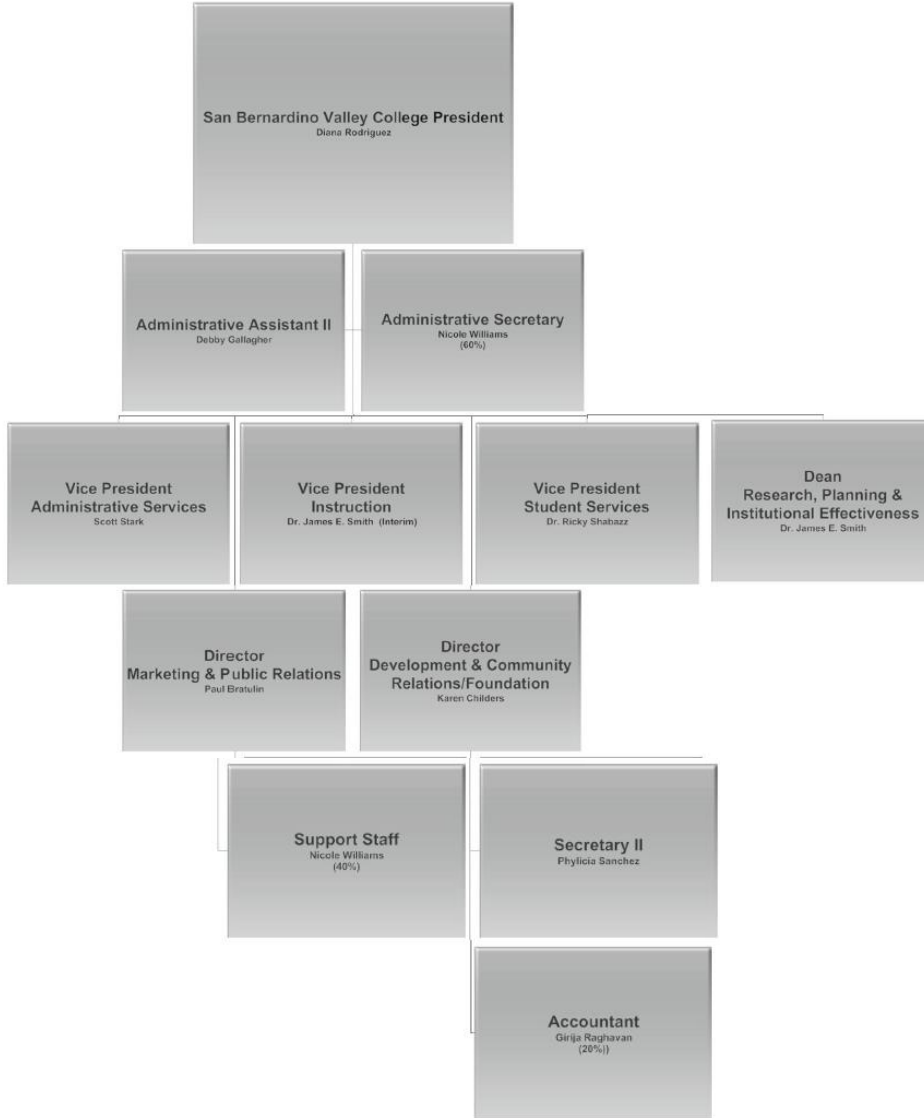 San Bernardino Valley College President
Diana Rodriguez
Administrative Assistant II
Debby Gallagher
Administrative Secretary
Nicole Williams
(60%)
Vice President
Administrative Services
Scott Stark
Vice President
Instruction
Dr. James E. Smith (Interim)
Vice President
Student Services
Dr. Ricky Shabazz
Dean
Research, Planning &
Institutional Effectiveness
Dr. James E. Smith
Director
Marketing & Public Relations
Paul Bratulin
Director
Development & Community
Relations/Foundation
Karen Childers
Support Staff
Nicole Williams
(40%)
Secretary II
Phylicia Sanchez
Accountant
Girija Raghavan
(20%|)